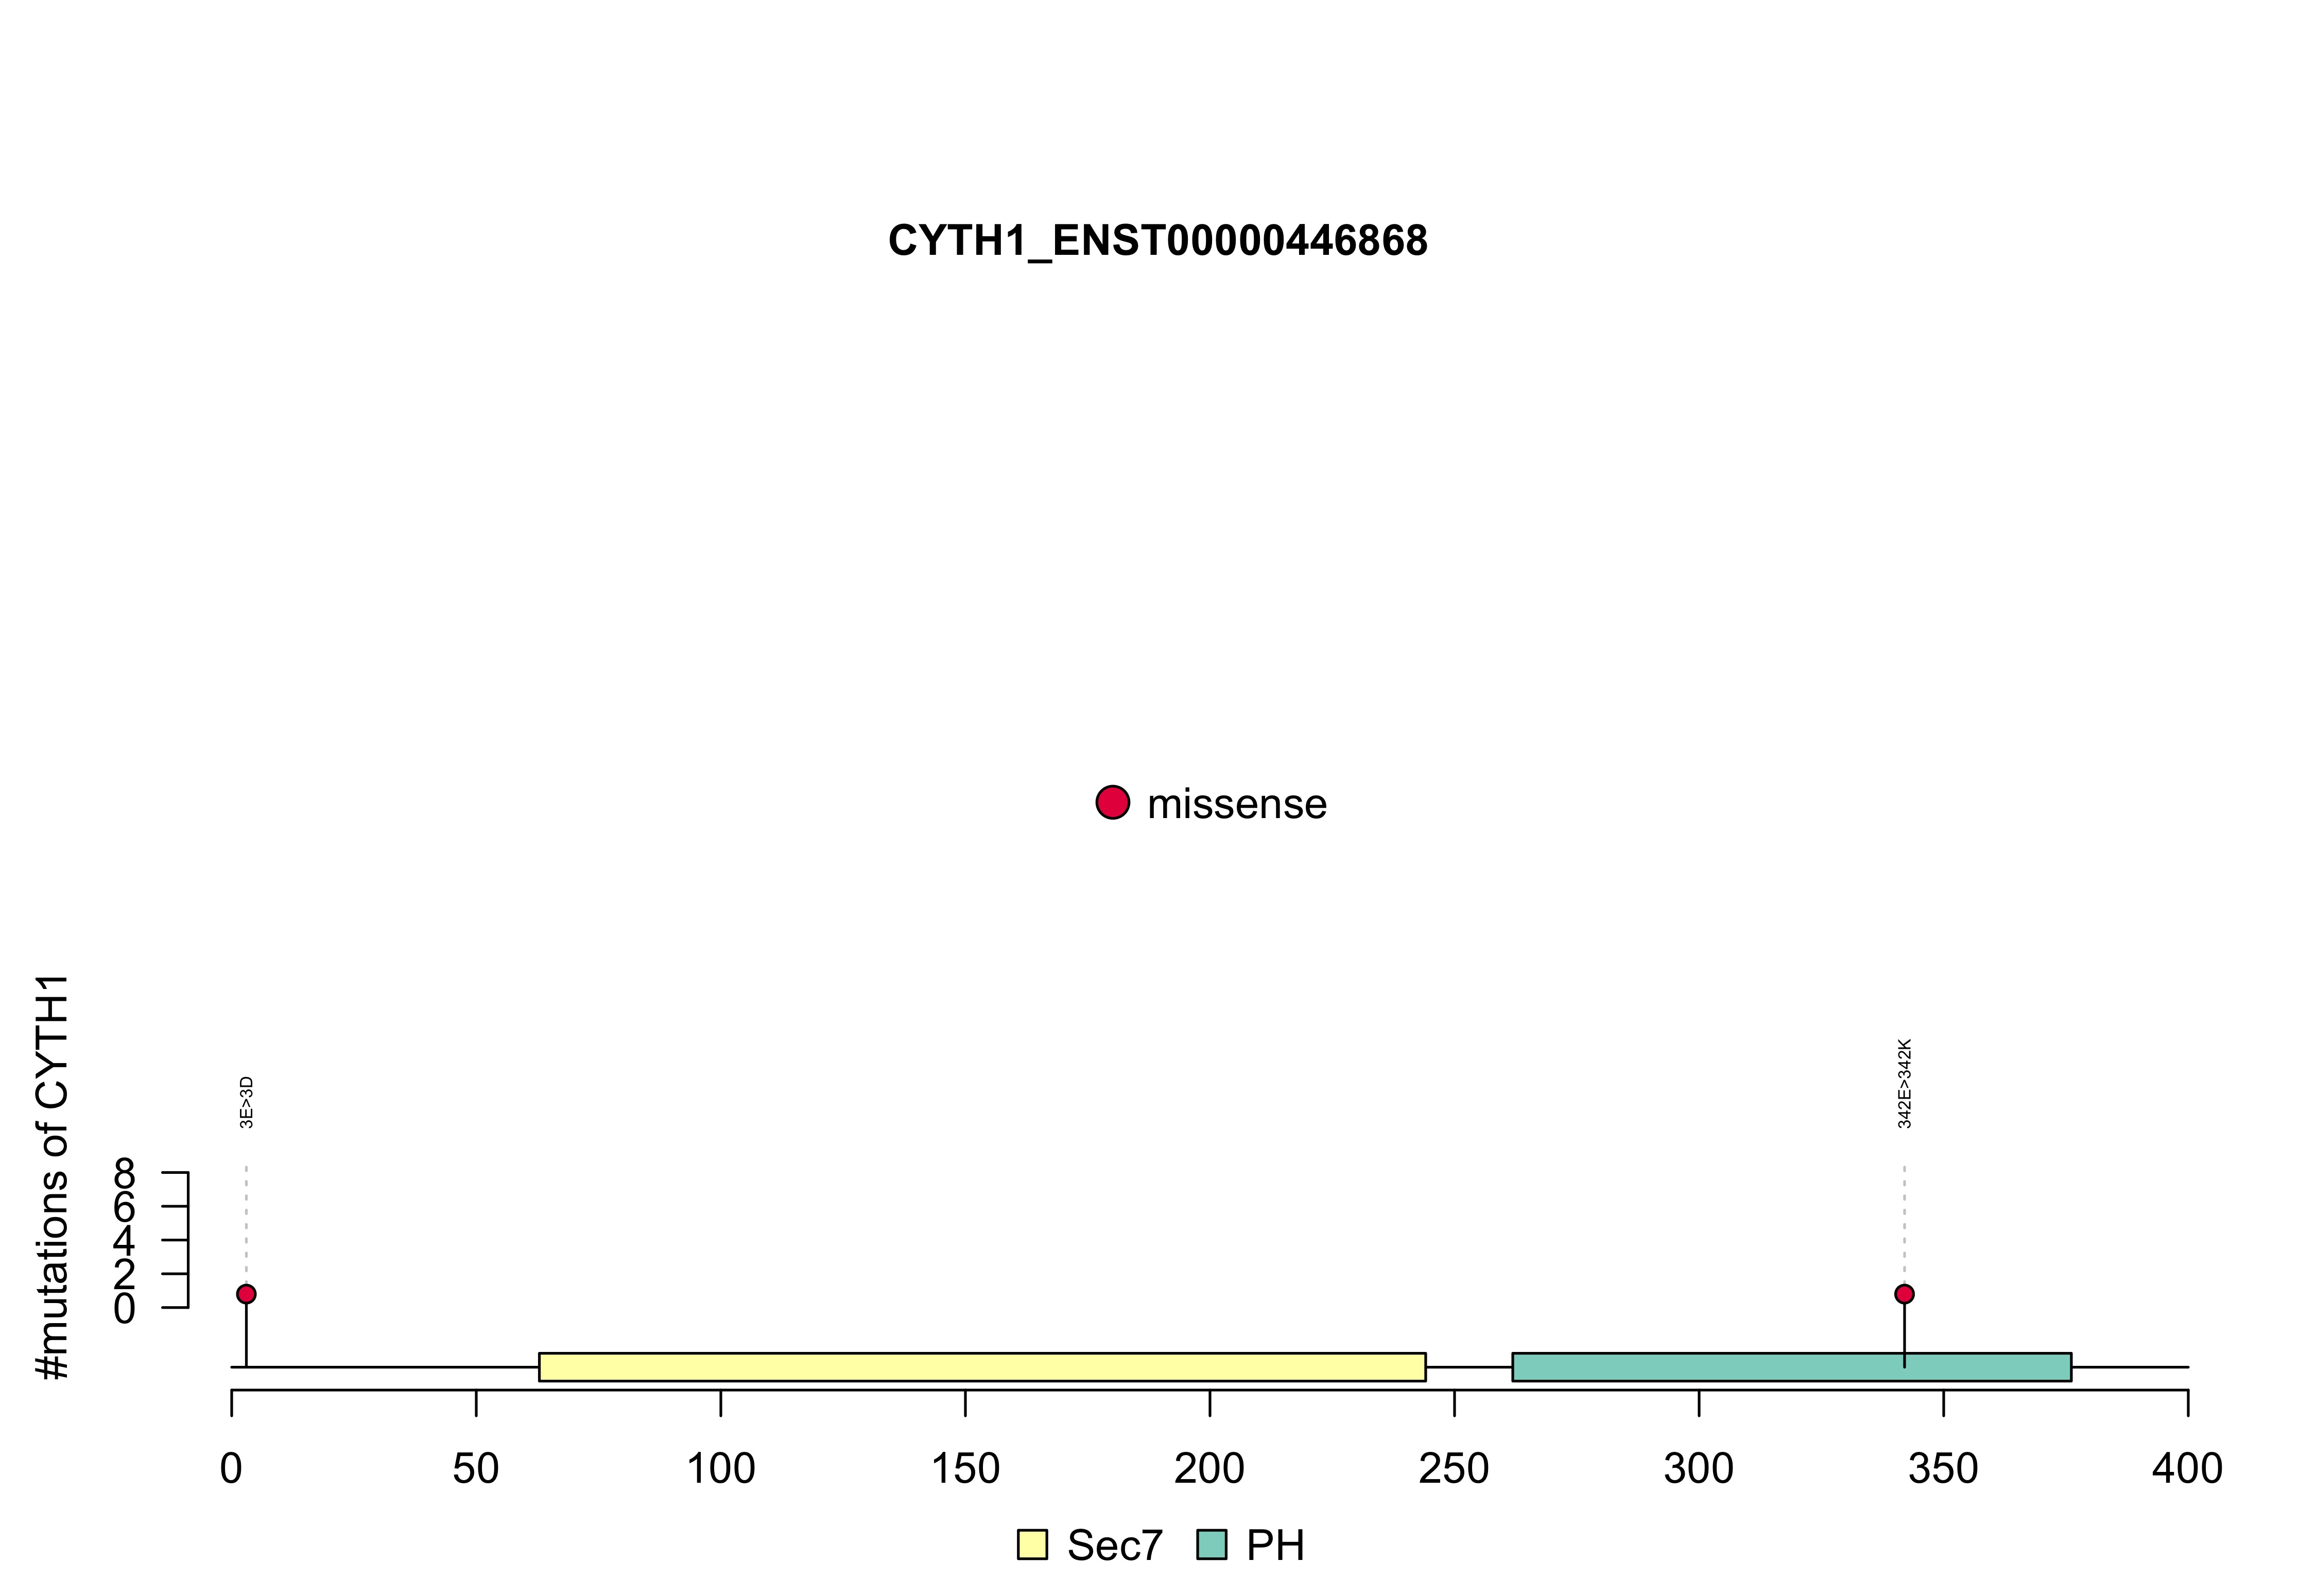 CYTH1_ENST00000446868
missense
#mutations of CYTH1
3E>3D
342E>342K
8
6
4
2
0
0 50 100 150 200 250 300 350 400
Sec7 PH